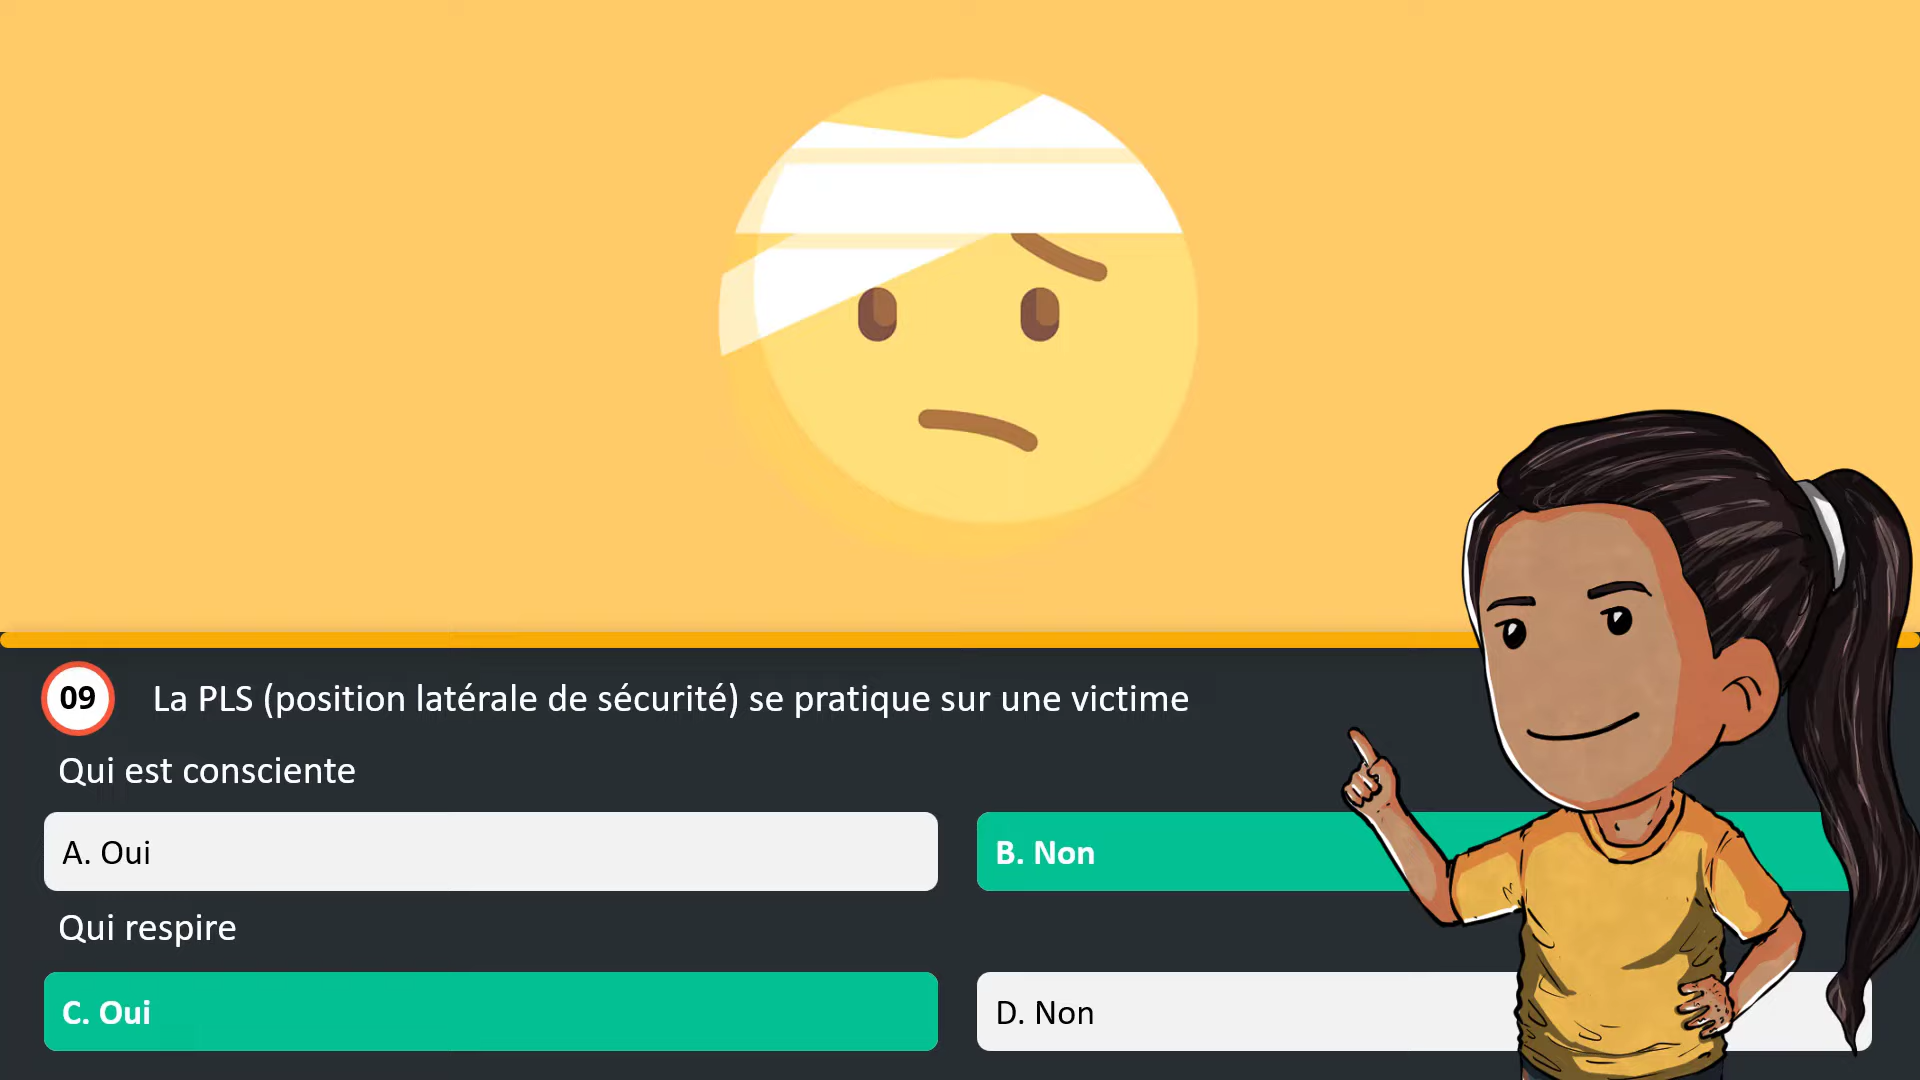 09 La PLS (position latérale de sécurité) se pratique sur une victime
Qui est consciente
A. Oui
B. Non
Qui respire
C. Oui
D. Non